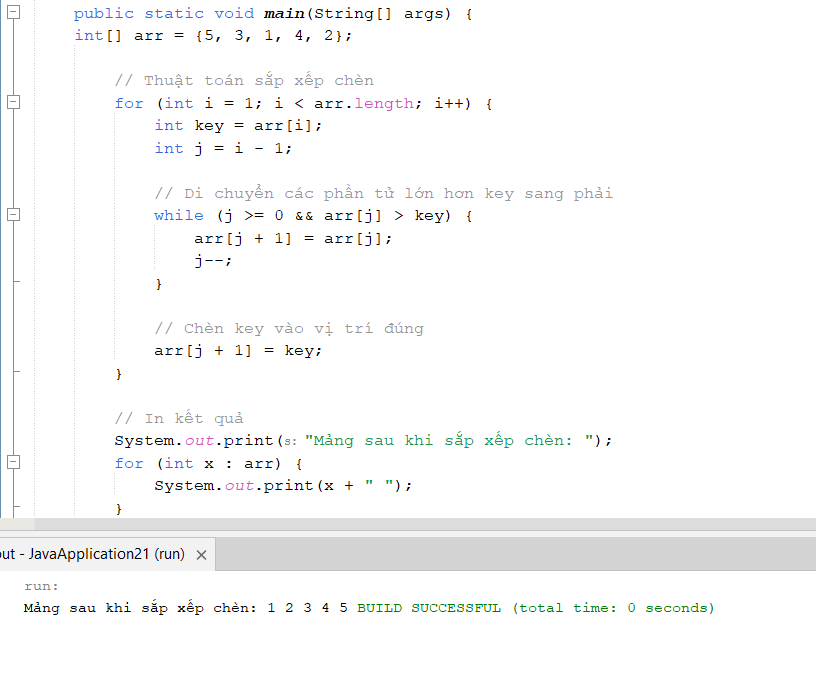 public static void main(String[] args) {
int[] arr = {5, 3, 1, 4, 2};
// Thuật toán sắp xếp chèn
for (int i = 1; i < arr.length; i++) {
int key = arr[i];
int j = i - 1;
// Di chuyển các phần tử lớn hơn key sang phải
while (j >= 0 && arr[j] > key) {
arr[j + 1] = arr[j];
j--;
}
// Chèn key vào vị trí đúng
arr[j + 1] = key;
}
// In kết quả
System.out.print(s: "Mảng sau khi sắp xếp chèn: ");
for (int x : arr) {
System.out.print(x + " ");
}
out - JavaApplication21 (run) ×
run:
Mảng sau khi sắp xếp chèn: 1 2 3 4 5 BUILD SUCCESSFUL (total time: 0 seconds)